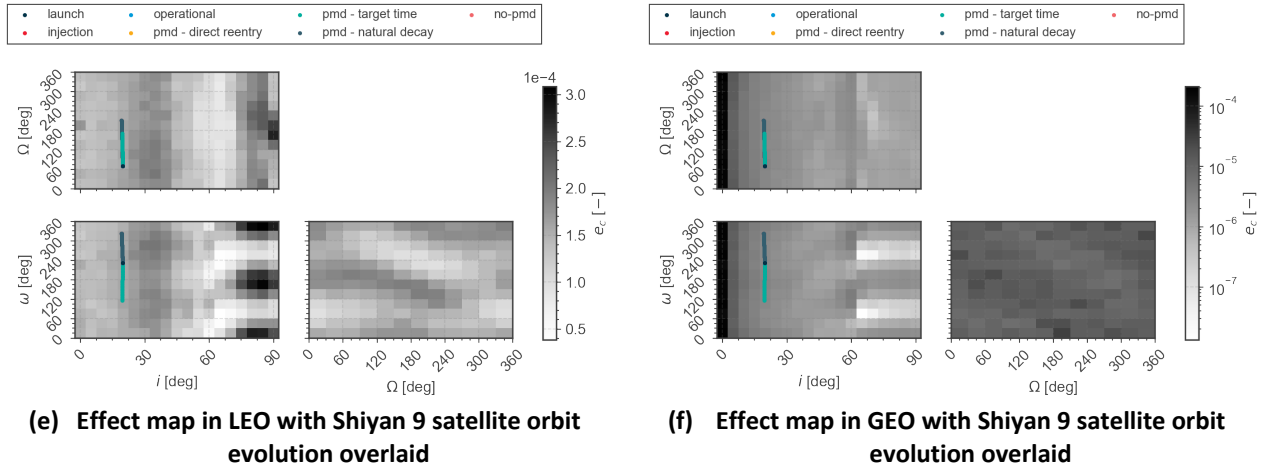 launch operational pmd - target time no-pmd
injection pmd - direct reentry pmd - natural decay
1e−4
Ω [deg]
360
300
240
180
120
60
0
3.0
2.5
2.0
1.5
1.0
0.5
e_c [−]
ω [deg]
360
300
240
180
120
60
0
0 30 60 90
i [deg]
0 60 120 180 240 300 360
Ω [deg]
(e) Effect map in LEO with Shiyan 9 satellite orbit
evolution overlaid
launch operational pmd - target time no-pmd
injection pmd - direct reentry pmd - natural decay
Ω [deg]
360
300
240
180
120
60
0
10⁻⁴
10⁻⁵
10⁻⁶
10⁻⁷
e_c [−]
ω [deg]
360
300
240
180
120
60
0
0 30 60 90
i [deg]
0 60 120 180 240 300 360
Ω [deg]
(f) Effect map in GEO with Shiyan 9 satellite orbit
evolution overlaid